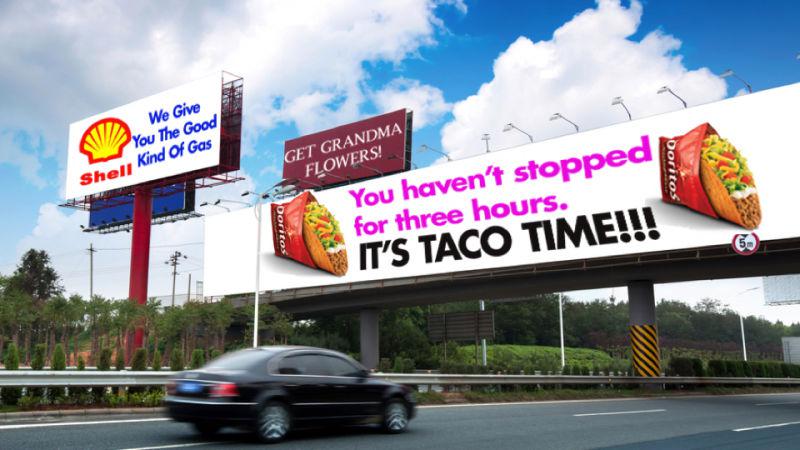 We Give
You The Good
Kind Of Gas
Shell
GET GRANDMA
FLOWERS!
You haven't stopped
for three hours.
IT'S TACO TIME!!!
Doritos
Doritos
5m